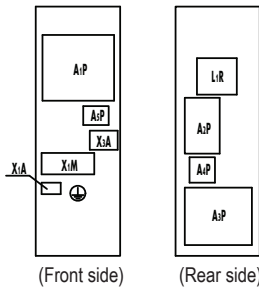 A1P
L1R
A5P
A2P
X3A
X1A
X1M
A4P
A3P
(Front side)
(Rear side)